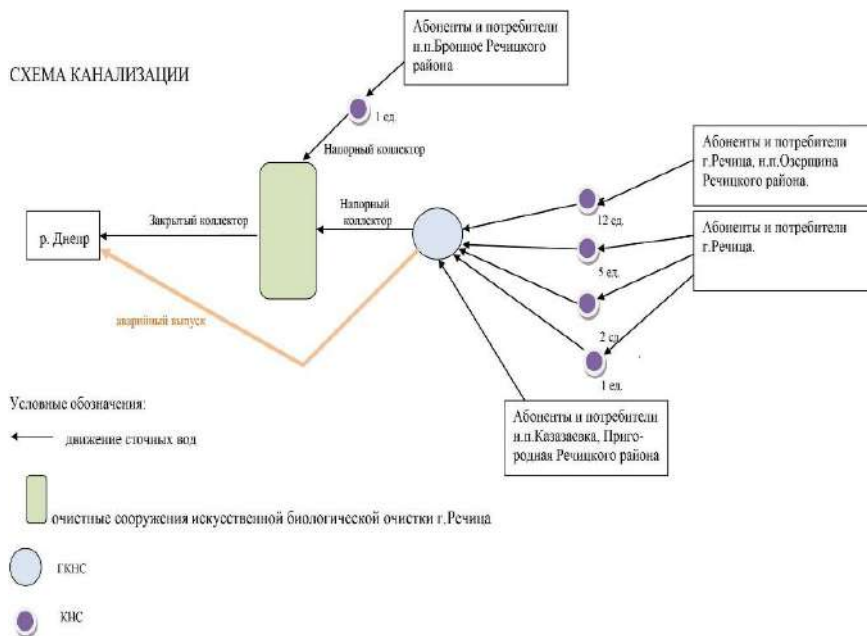 Абоненты и потребители
н.п.Бронное Речицкого
района
СХЕМА КАНАЛИЗАЦИИ
1 ед.
Напорный коллектор
Абоненты и потребители
г.Речица, н.п.Озерщина
Речицкого района.
Напорный
коллектор
Закрытый коллектор
р. Днепр
12 ед.
Абоненты и потребители
г.Речица.
5 ед.
аварийный выпуск
2 ед.
1 ед.
Условные обозначения:
движение сточных вод
Абоненты и потребители
н.п.Казазаевка, Приго-
родная Речицкого района
очистные сооружения искусственной биологической очистки г.Речица
ГКНС
КНС